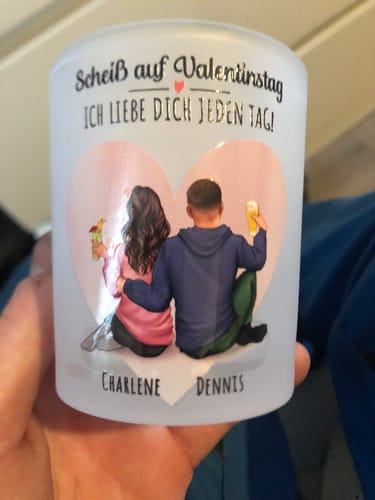 Scheiß auf Valentinstag
ICH LIEBE DICH JEDEN TAG!
CHARLENE DENNIS